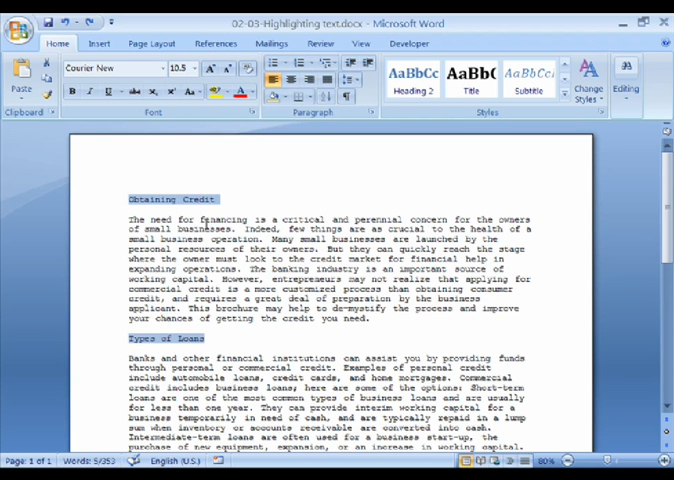 02-03-Highlighting text.docx - Microsoft Word
Home Insert Page Layout References Mailings Review View Developer
Courier New 10.5
AaBbCc AaBb( AaBbCc
Paste Heading 2 Title Subtitle Change Styles Editing
Clipboard Font Paragraph Styles
Obtaining Credit
The need for financing is a critical and perennial concern for the owners
of small businesses. Indeed, few things are as crucial to the health of a
small business operation. Many small businesses are launched by the
personal resources of their owners. But they can quickly reach the stage
where the owner must look to the credit market for financial help in
expanding operations. The banking industry is an important source of
working capital. However, entrepreneurs may not realize that applying for
commercial credit is a more customized process than obtaining consumer
credit, and requires a great deal of preparation by the business
applicant. This brochure may help to de-mystify the process and improve
your chances of getting the credit you need.
Types of Loans
Banks and other financial institutions can assist you by providing funds
through personal or commercial credit. Examples of personal credit
include automobile loans, credit cards, and home mortgages. Commercial
credit includes business loans; here are some of the options: Short-term
loans are one of the most common types of business loans and are usually
for less than one year. They can provide interim working capital for a
business temporarily in need of cash, and are typically repaid in a lump
sum when inventory or accounts receivable are converted into cash.
Intermediate-term loans are often used for a business start-up, the
purchase of new equipment, expansion, or an increase in working capital.
Page: 1 of 1 Words: 5/353 English (U.S.) 80%